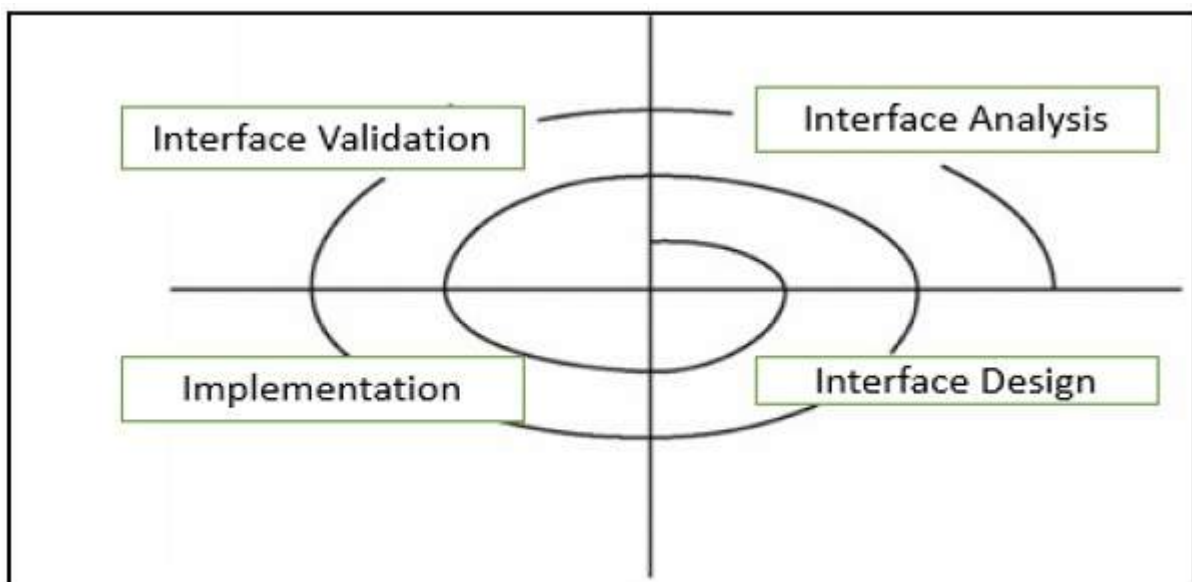 Interface Validation
Interface Analysis
Implementation
Interface Design